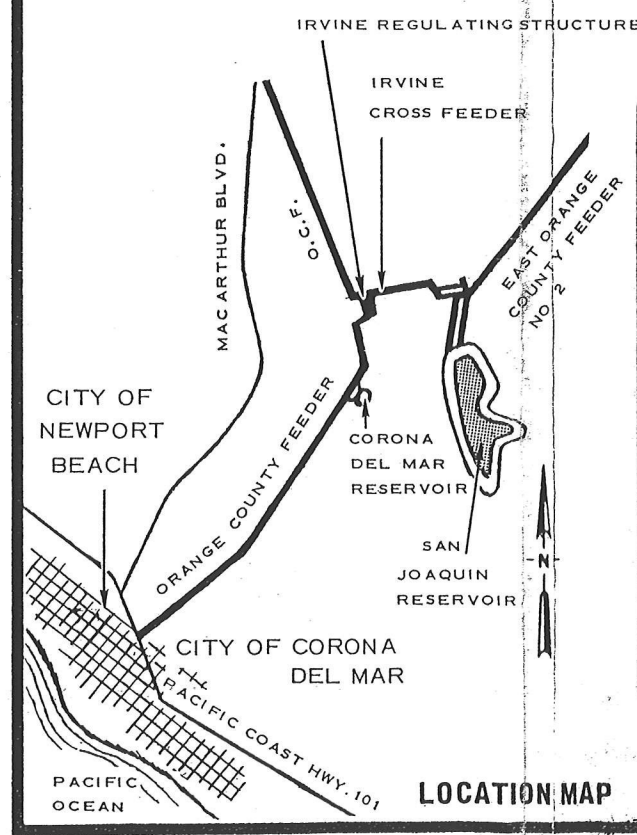 IRVINE REGULATING STRUCTURE
IRVINE
CROSS FEEDER
MAC ARTHUR BLVD.
O.C.F.
EAST ORANGE
COUNTY FEEDER
NO 2
CITY OF
NEWPORT
BEACH
ORANGE COUNTY FEEDER
CORONA
DEL MAR
RESERVOIR
SAN
JOAQUIN
RESERVOIR
N
CITY OF CORONA
DEL MAR
PACIFIC COAST HWY. 101
PACIFIC
OCEAN
LOCATION MAP